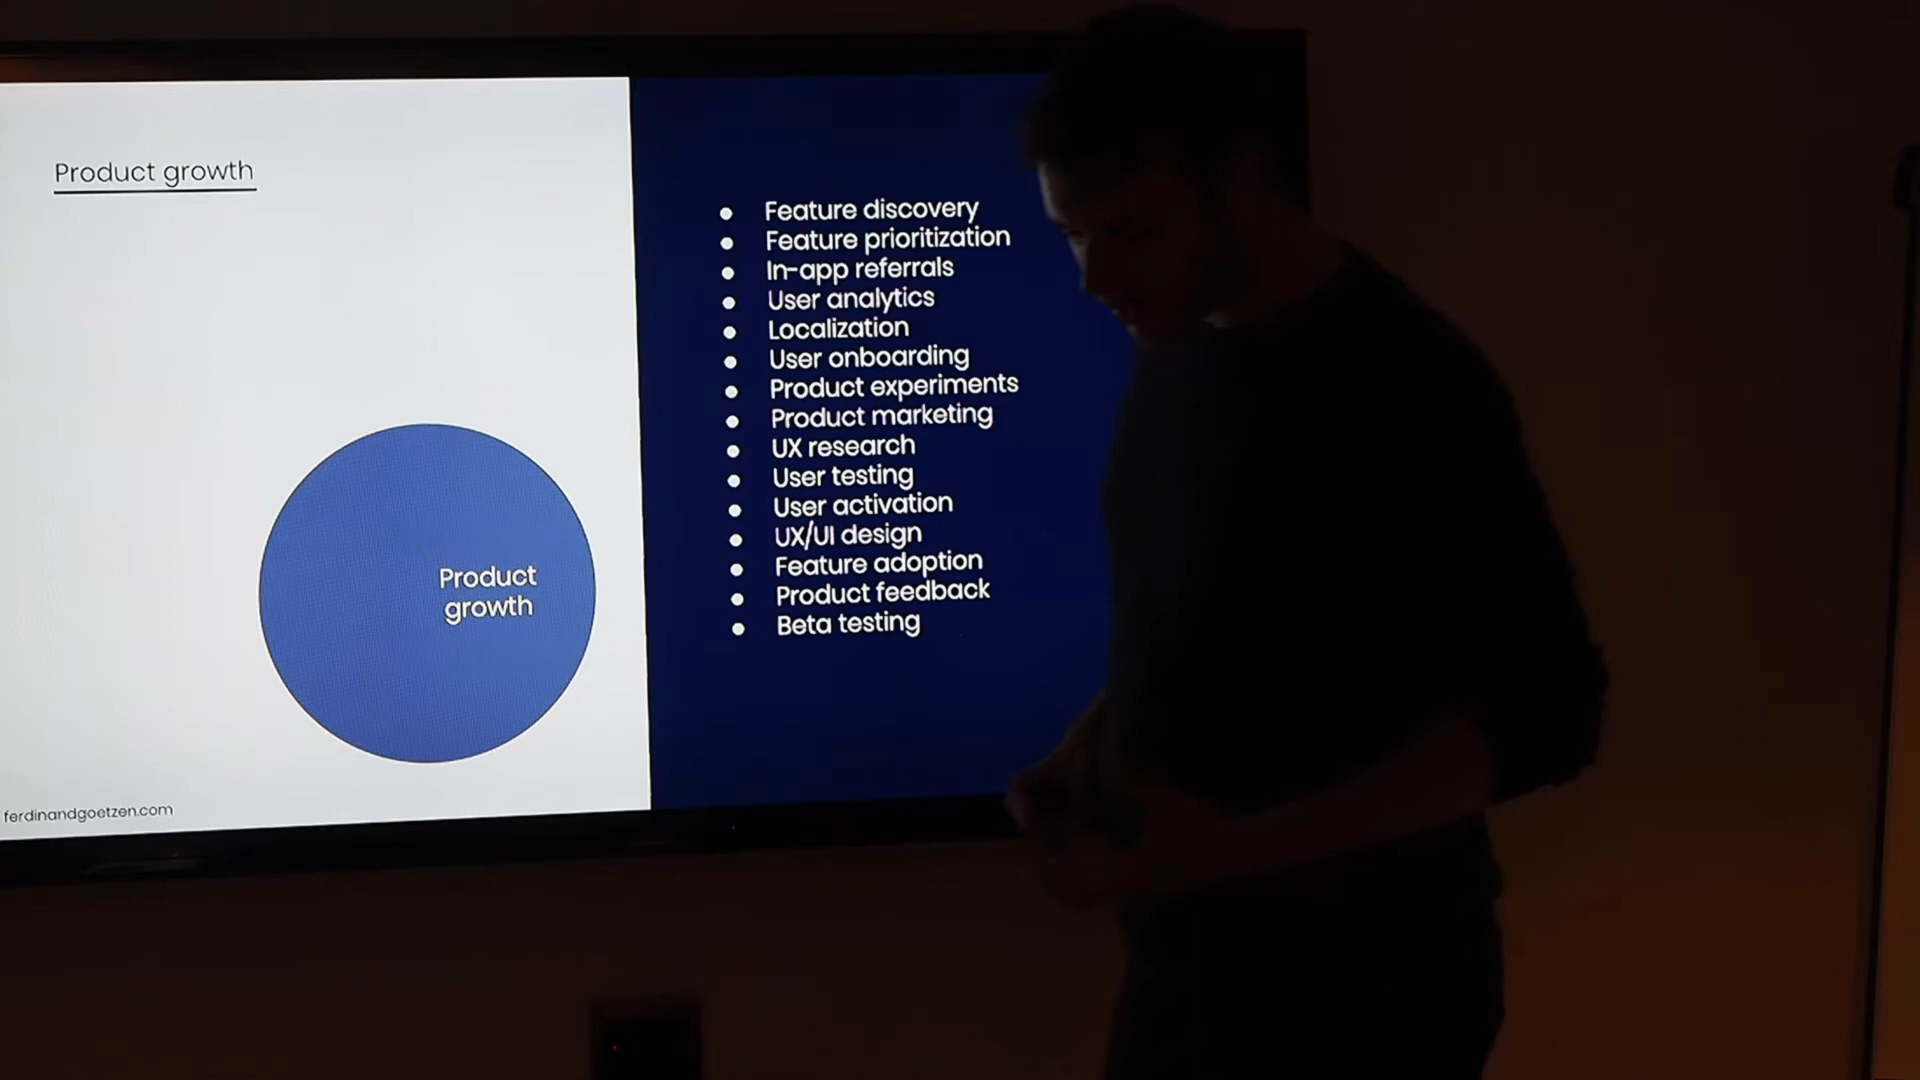 Product growth
Product
growth
ferdinandgoetzen.com
● Feature discovery
● Feature prioritization
● In-app referrals
● User analytics
● Localization
● User onboarding
● Product experiments
● Product marketing
● UX research
● User testing
● User activation
● UX/UI design
● Feature adoption
● Product feedback
● Beta testing